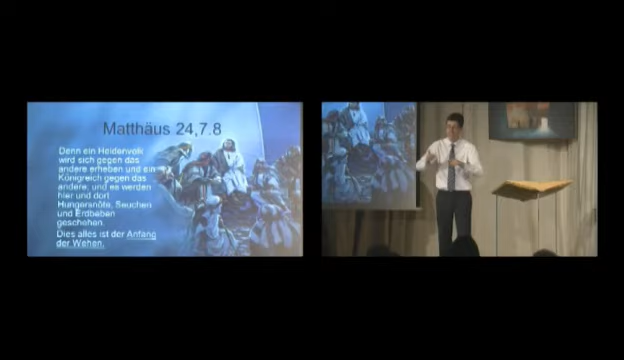 Matthäus 24,7.8
Denn ein Heidenvolk
wird sich gegen das
andere erheben und ein
Königreich gegen das
andere; und es werden
hier und dort
Hungersnöte, Seuchen
und Erdbeben
geschehen.
Dies alles ist der Anfang
der Wehen.